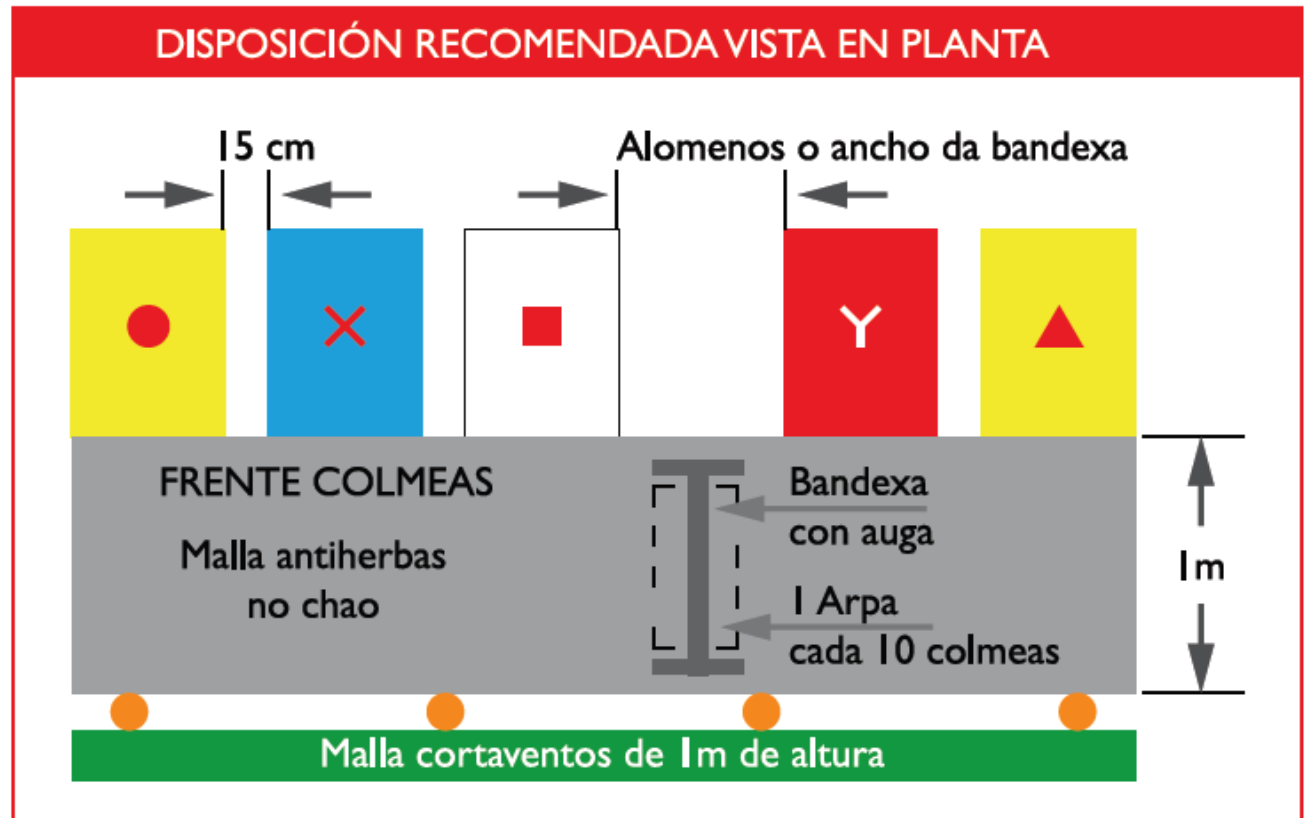 DISPOSICIÓN RECOMENDADA VISTA EN PLANTA
15 cm
Alomenos o ancho da bandexa
Y
FRENTE COLMEAS
Malla antiherbas
no chao
Bandexa
con auga
1 Arpa
cada 10 colmeas
1m
Malla cortaventos de 1m de altura